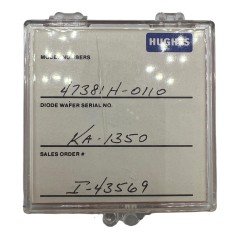 HUGHES
MODEL NUMBERS
47381H-0110
DIODE WAFER SERIAL NO.
KA-1350
SALES ORDER #
I-43569